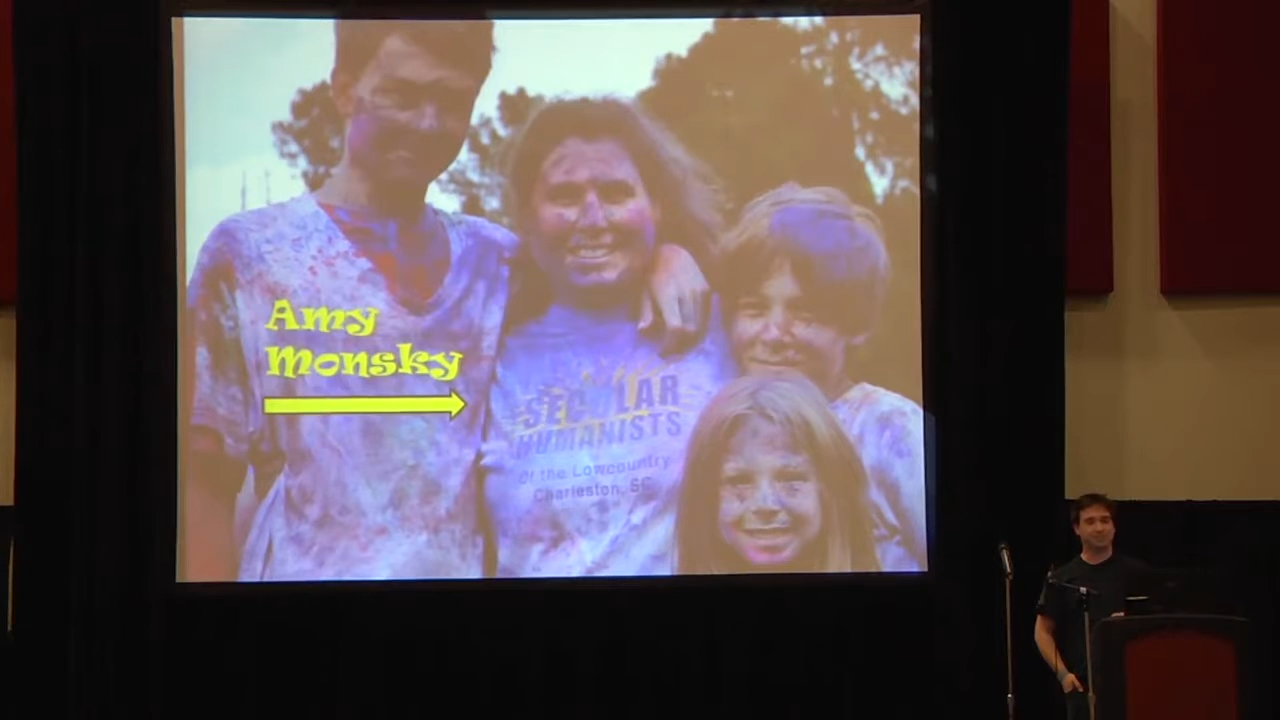 Amy
Monsky
SECULAR
HUMANISTS
Of the Lowcountry
Charleston, SC